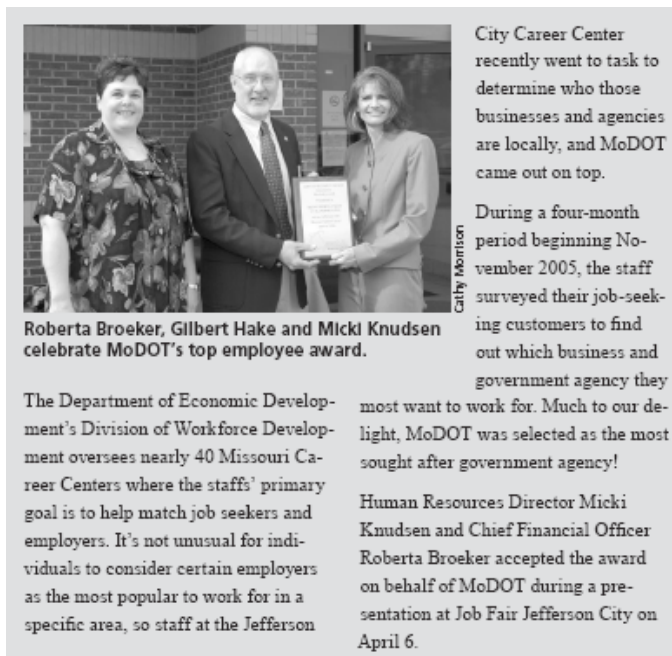 Cathy Morrison
Roberta Broeker, Gilbert Hake and Micki Knudsen
celebrate MoDOT's top employee award.
The Department of Economic Develop-
ment's Division of Workforce Develop-
ment oversees nearly 40 Missouri Ca-
reer Centers where the staffs' primary
goal is to help match job seekers and
employers. It's not unusual for indi-
viduals to consider certain employers
as the most popular to work for in a
specific area, so staff at the Jefferson
City Career Center
recently went to task to
determine who those
businesses and agencies
are locally, and MoDOT
came out on top.
During a four-month
period beginning No-
vember 2005, the staff
surveyed their job-seek-
ing customers to find
out which business and
government agency they
most want to work for. Much to our de-
light, MoDOT was selected as the most
sought after government agency!
Human Resources Director Micki
Knudsen and Chief Financial Officer
Roberta Broeker accepted the award
on behalf of MoDOT during a pre-
sentation at Job Fair Jefferson City on
April 6.